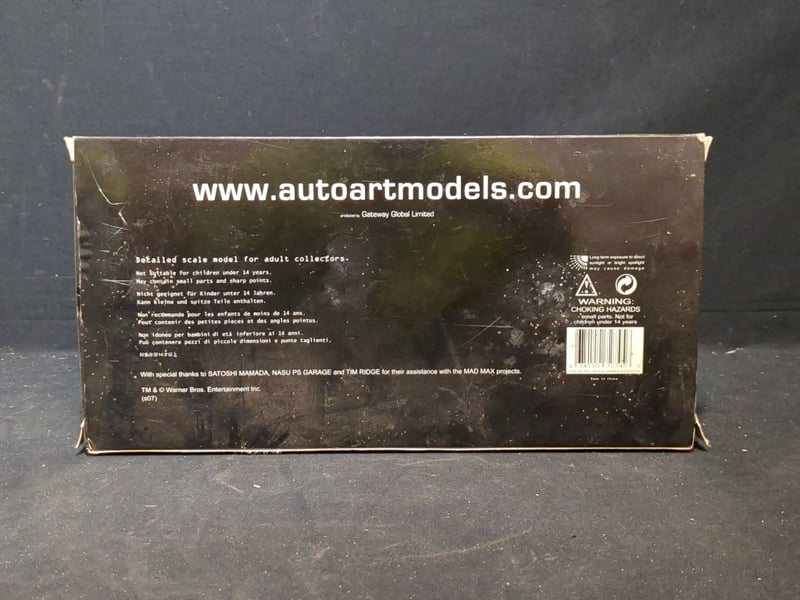 www.autoartmodels.com
produced by Gateway Global Limited
Detailed scale model for adult collectors.
Not suitable for children under 14 years.
May contain small parts and sharp points.
Nicht geeignet für Kinder unter 14 Jahren.
Kann kleine und spitze Teile enthalten.
Non recommandé pour les enfants de moins de 14 ans.
Peut contenir des petites pieces et des angles pointus.
Non idoneo per bambini di età inferiore ai 14 anni.
Può contenere pezzi di piccole dimensioni e punte taglienti.
With special thanks to SATOSHI MAMADA, NASU PS GARAGE and TIM RIDGE for their assistance with the MAD MAX projects.
TM & © Warner Bros. Entertainment Inc.
(s07)
Long term exposure to direct
sunlight or bright spotlight
may cause damage
WARNING:
CHOKING HAZARDS
small parts. Not for
children under 14 years
Made in China